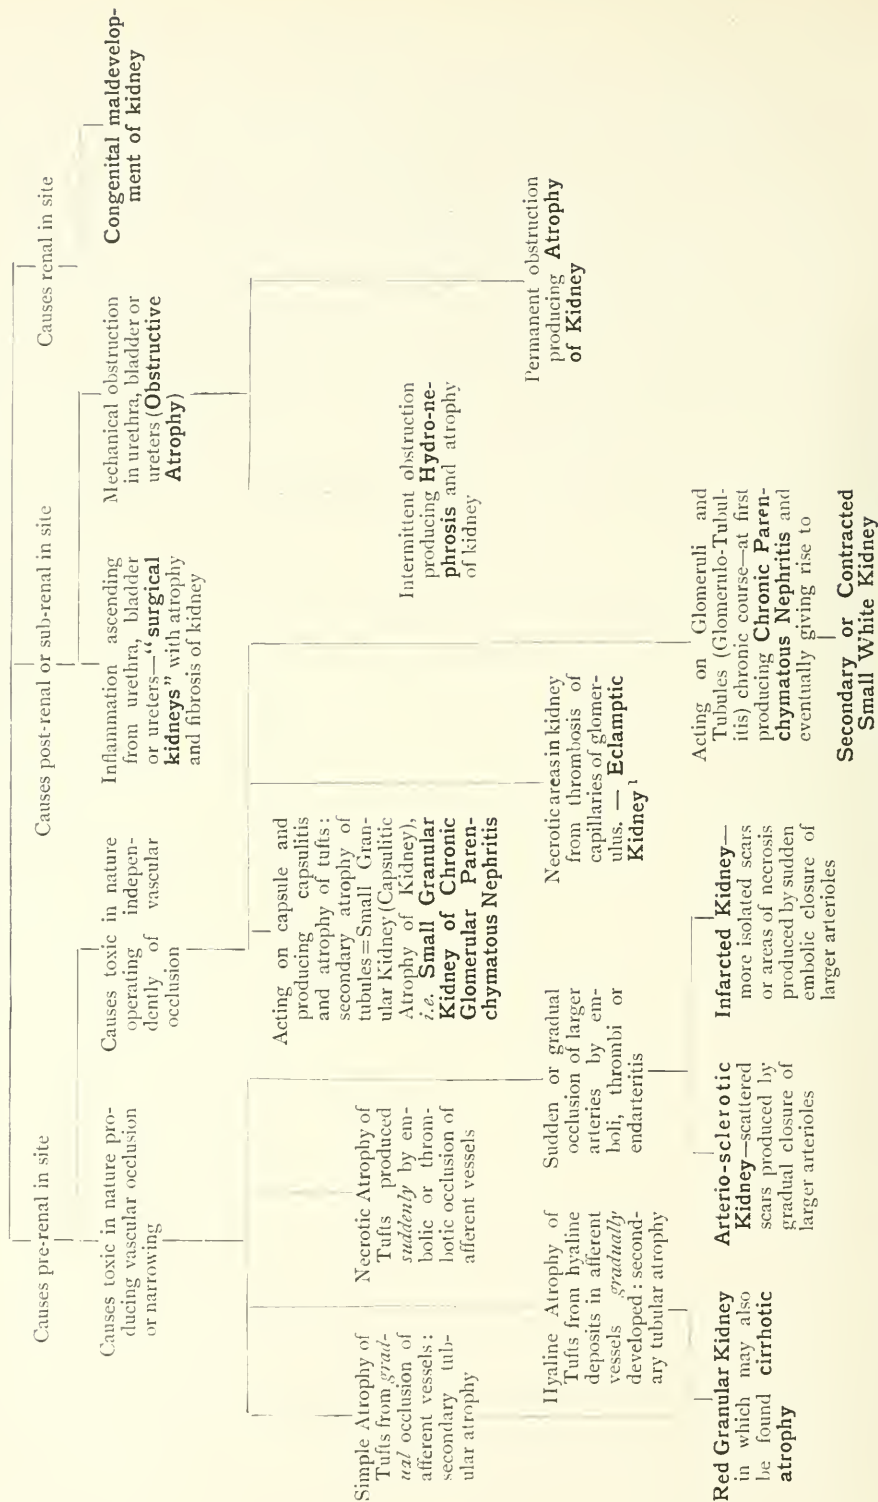 Causes pre-renal in site
Causes post-renal or sub-renal in site
Causes renal in site
Causes toxic in nature pro-
ducing vascular occlusion
or narrowing
Causes toxic in nature
operating indepen-
dently of vascular
occlusion
Inflammation ascending
from urethra, bladder
or ureters—“surgical
kidneys” with atrophy
and fibrosis of kidney
Mechanical obstruction
in urethra, bladder or
ureters (Obstructive
Atrophy)
Congenital maldevelop-
ment of kidney
Simple Atrophy of
Tufts from grad-
ual occlusion of
afferent vessels:
secondary tub-
ular atrophy
Necrotic Atrophy of
Tufts produced
suddenly by em-
bolic or throm-
botic occlusion of
afferent vessels
Acting on capsule and
producing capsulitis
and atrophy of tufts:
secondary atrophy of
tubules=Small Gran-
ular Kidney (Capsulitic
Atrophy of Kidney),
i.e. Small Granular
Kidney of Chronic
Glomerular Paren-
chymatous Nephritis
Intermittent obstruction
producing Hydro-ne-
phrosis and atrophy
of kidney
Hyaline Atrophy of
Tufts from hyaline
deposits in afferent
vessels gradually
developed: second-
ary tubular atrophy
Sudden or gradual
occlusion of larger
arteries by em-
boli, thrombi or
endarteritis
Necrotic areas in kidney
from thrombosis of
capillaries of glomer-
ulus. — Eclamptic
Kidney¹
Permanent obstruction
producing Atrophy
of Kidney
Red Granular Kidney
in which may also
be found cirrhotic
atrophy
Arterio-sclerotic
Kidney—scattered
scars produced by
gradual closure of
larger arterioles
Infarcted Kidney—
more isolated scars
or areas of necrosis
produced by sudden
embolic closure of
larger arterioles
Acting on Glomeruli and
Tubules (Glomerulo-Tubul-
itis) chronic course—at first
producing Chronic Paren-
chymatous Nephritis and
eventually giving rise to
Secondary or Contracted
Small White Kidney